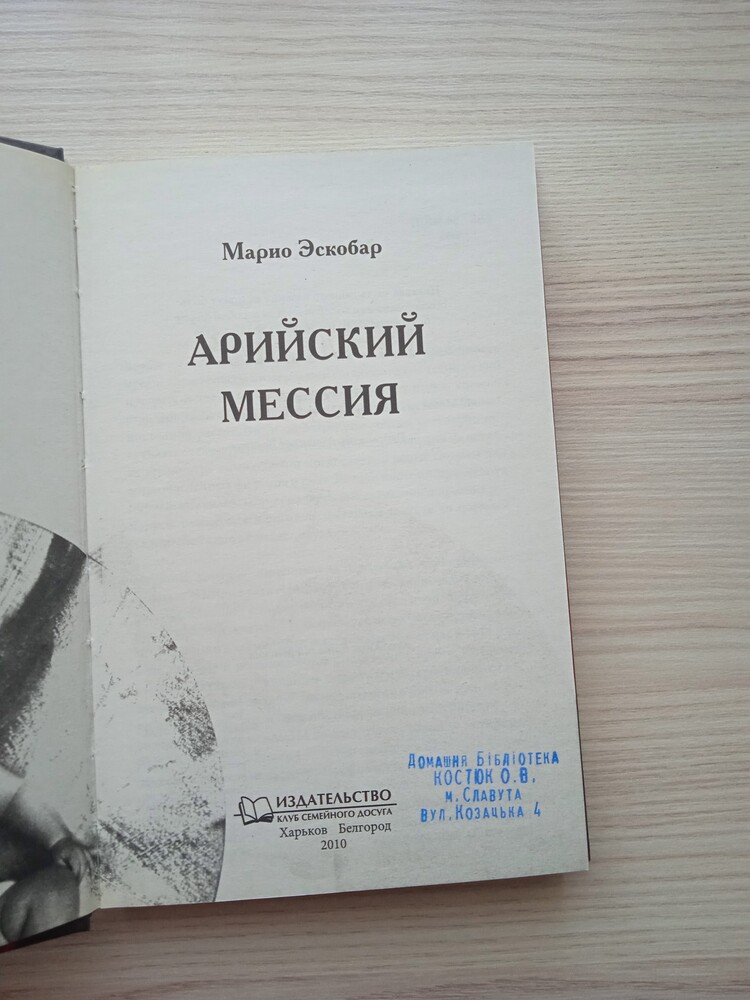 Марио Эскобар
АРИЙСКИЙ
МЕССИЯ
ИЗДАТЕЛЬСТВО
КЛУБ СЕМЕЙНОГО ДОСУГА
Харьков Белгород
2010
ДОМАШНЯ БІБЛІОТЕКА
КОСТЮК О.В.
м. СЛАВУТА
ВУЛ. КОЗАЦЬКА 4